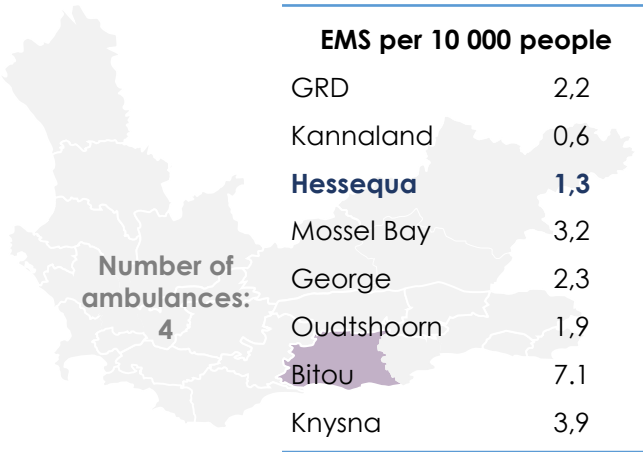 EMS per 10 000 people
GRD 2,2
Kannaland 0,6
Hessequa 1,3
Mossel Bay 3,2
George 2,3
Oudtshoorn 1,9
Bitou 7.1
Knysna 3,9
Number of
ambulances:
4